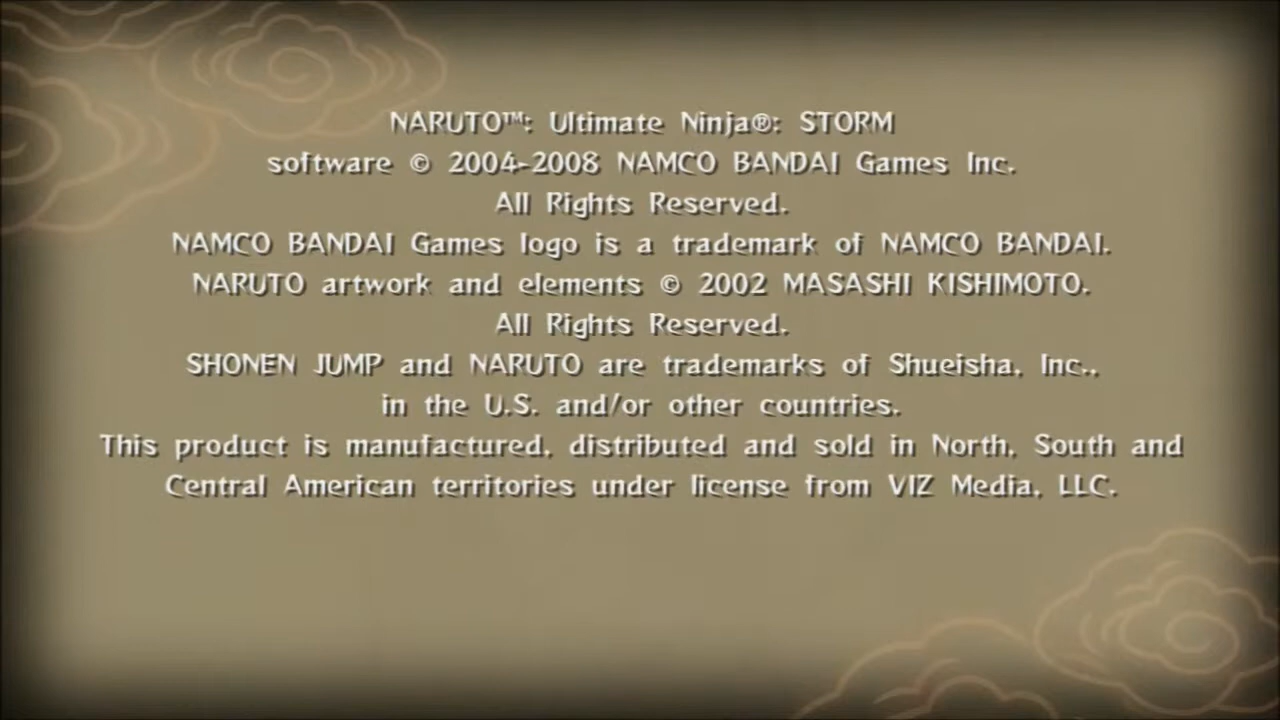 NARUTO™: Ultimate Ninja®: STORM
software © 2004-2008 NAMCO BANDAI Games Inc.
All Rights Reserved.
NAMCO BANDAI Games logo is a trademark of NAMCO BANDAI.
NARUTO artwork and elements © 2002 MASASHI KISHIMOTO.
All Rights Reserved.
SHONEN JUMP and NARUTO are trademarks of Shueisha, Inc.,
in the U.S. and/or other countries.
This product is manufactured, distributed and sold in North, South and
Central American territories under license from VIZ Media, LLC.